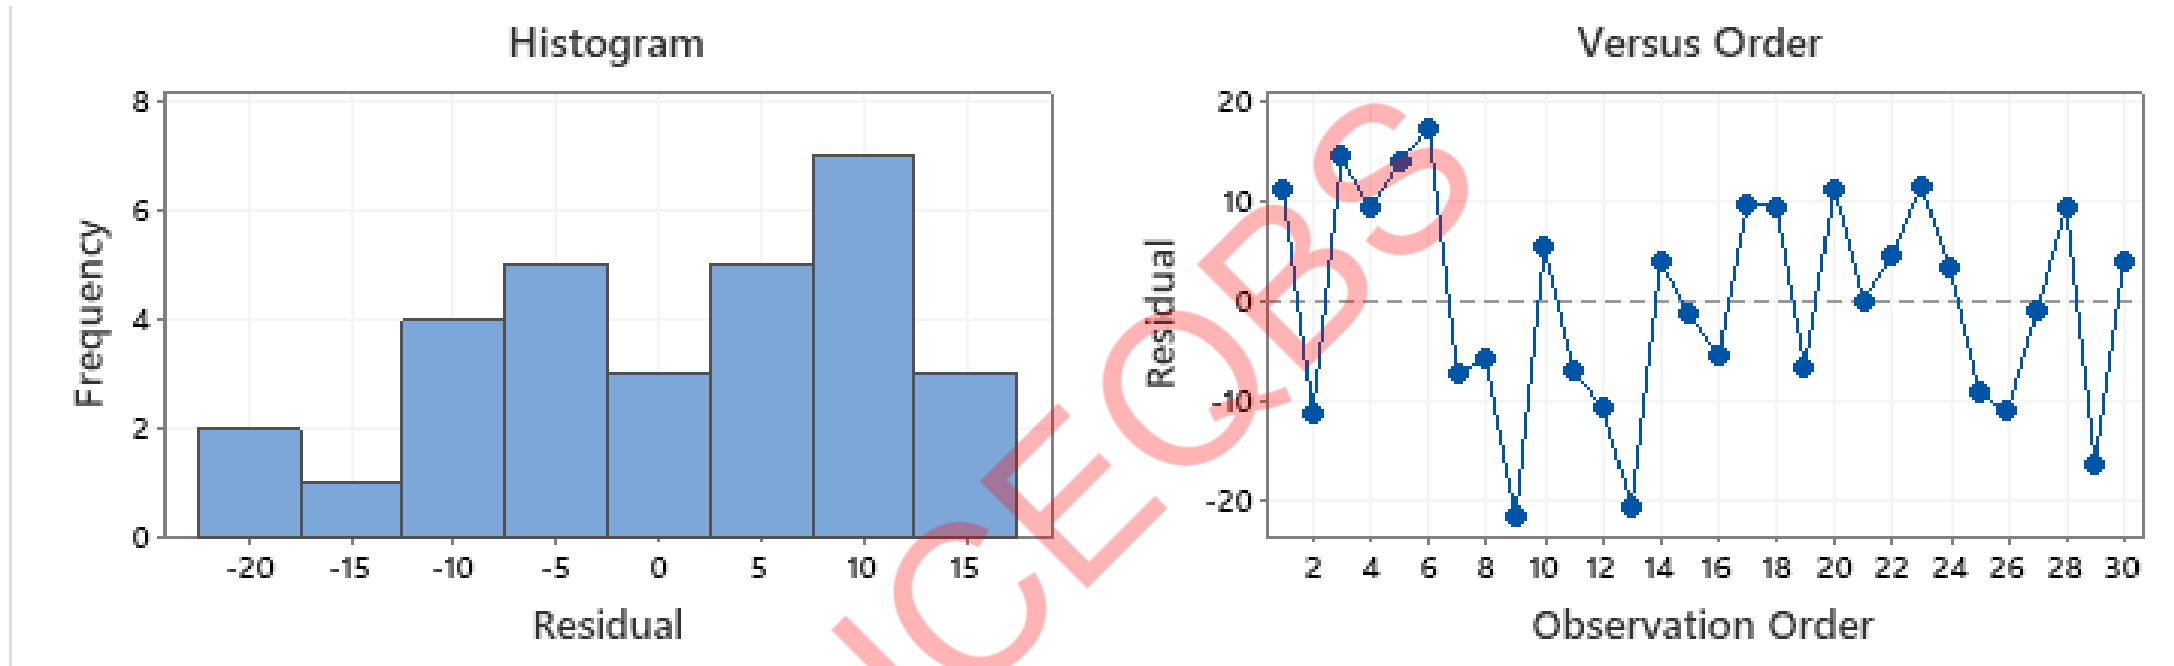 Histogram
8
6
4
2
0
Frequency
-20 -15 -10 -5 0 5 10 15
Residual
Versus Order
20
10
0
-10
-20
Residual
2 4 6 8 10 12 14 16 18 20 22 24 26 28 30
Observation Order
ICEQBS